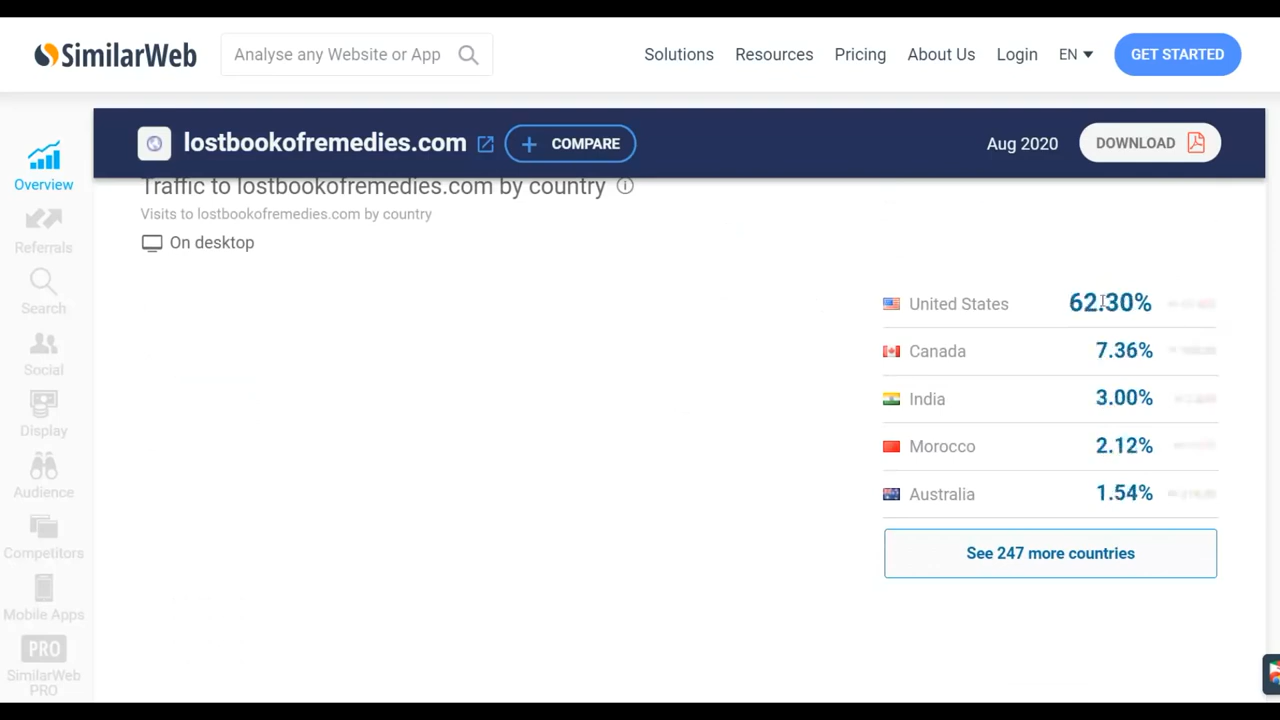 SimilarWeb
Analyse any Website or App
Solutions Resources Pricing About Us Login EN GET STARTED
lostbookofremedies.com + COMPARE Aug 2020 DOWNLOAD
Overview
Referrals
Search
Social
Display
Audience
Competitors
Mobile Apps
PRO
SimilarWeb
PRO
Traffic to lostbookofremedies.com by country
Visits to lostbookofremedies.com by country
On desktop
United States 62.30%
Canada 7.36%
India 3.00%
Morocco 2.12%
Australia 1.54%
See 247 more countries